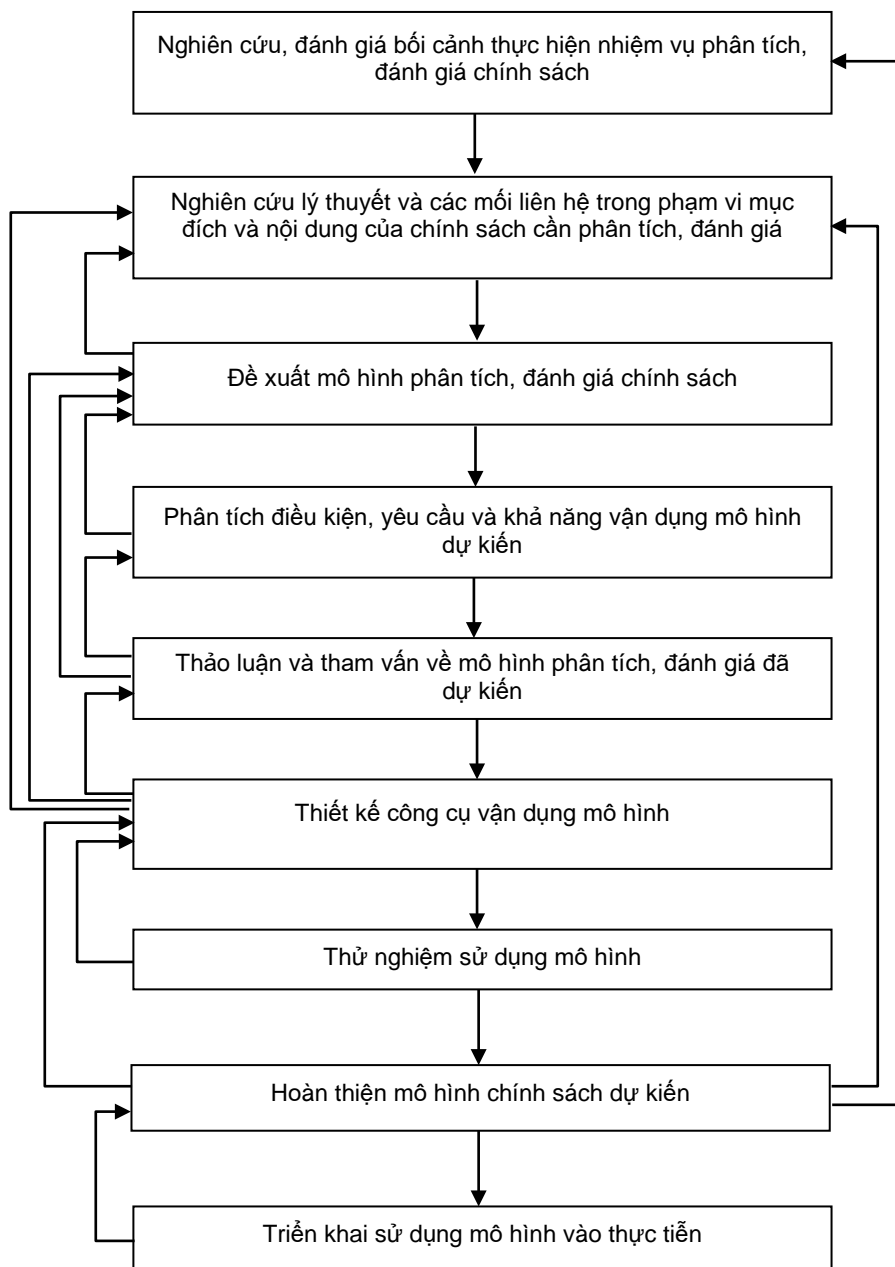 Nghiên cứu, đánh giá bối cảnh thực hiện nhiệm vụ phân tích,
đánh giá chính sách
Nghiên cứu lý thuyết và các mối liên hệ trong phạm vi mục
đích và nội dung của chính sách cần phân tích, đánh giá
Đề xuất mô hình phân tích, đánh giá chính sách
Phân tích điều kiện, yêu cầu và khả năng vận dụng mô hình
dự kiến
Thảo luận và tham vấn về mô hình phân tích, đánh giá đã
dự kiến
Thiết kế công cụ vận dụng mô hình
Thử nghiệm sử dụng mô hình
Hoàn thiện mô hình chính sách dự kiến
Triển khai sử dụng mô hình vào thực tiễn